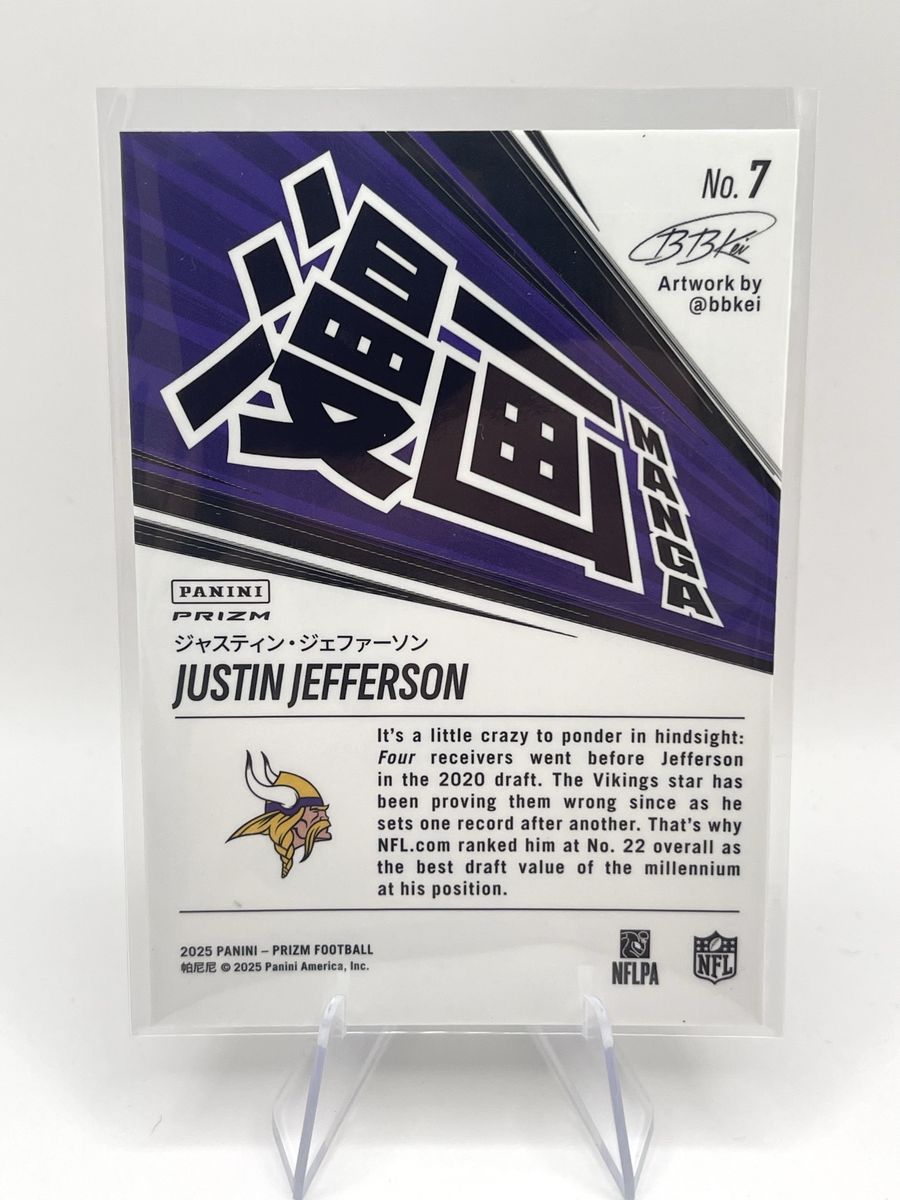 No. 7
BBKei
Artwork by
@bbkei
漫画
MANGA
PANINI
PRIZM
ジャスティン・ジェファーソン
JUSTIN JEFFERSON
It's a little crazy to ponder in hindsight:
Four receivers went before Jefferson
in the 2020 draft. The Vikings star has
been proving them wrong since as he
sets one record after another. That's why
NFL.com ranked him at No. 22 overall as
the best draft value of the millennium
at his position.
2025 PANINI – PRIZM FOOTBALL
帕尼尼 © 2025 Panini America, Inc.
NFLPA
NFL